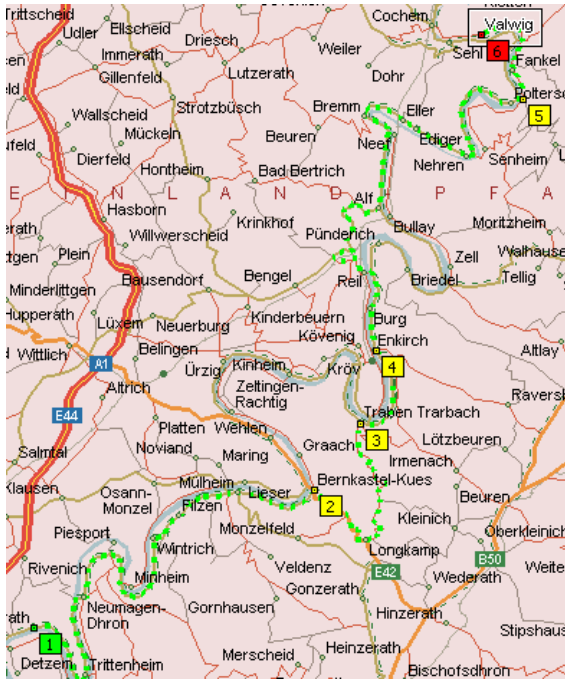 Trittscheid
Ellscheid
Cochem
Valwig
Udler
Driesch
Weiler
Sehl
6
Immerath
Gillenfeld
Lutzerath
Dohr
Fankel
Strotzbüsch
Bremm
Eller
5
Wallscheid
Mückeln
Beuren
Neef
Ediger
Nehren
Senheim
Dierfeld
Hontheim
Bad Bertrich
E I N L A N D P F A
Hasborn
Krinkhof
Alf
Willwerscheid
Pünderich
Bullay
Moritzheim
Plein
Zell
Walhause
Bengel
Reil
Briedel
Tellig
Minderlittgen
Bausendorf
Hupperath
Kinderbeuern
Burg
Lüxem
Neuerburg
Kövenig
Enkirch
Wittlich
Belingen
A1
Ürzig
Kinheim
Kröv
4
Altlay
Altrich
Zeltingen-
Rachtig
Traben Trarbach
Ravers
E44
Platten
Wehlen
3
Lötzbeuren
Salmtal
Noviand
Maring
Graach
Irmenach
Klausen
Osann-
Monzel
Mülheim
Lieser
Bernkastel-Kues
Beuren
2
Filzen
Monzelfeld
Kleinich
Oberkleinich
Piesport
Wintrich
Longkamp
B50
Rivenich
Minheim
Veldenz
E42
Wederath
Weite
Neumagen-
Dhron
Gornhausen
Gonzerath
Hinzerath
1
Stipshaus
Detzem
Trittenheim
Merscheid
Heinzerath
Bischofsdhron